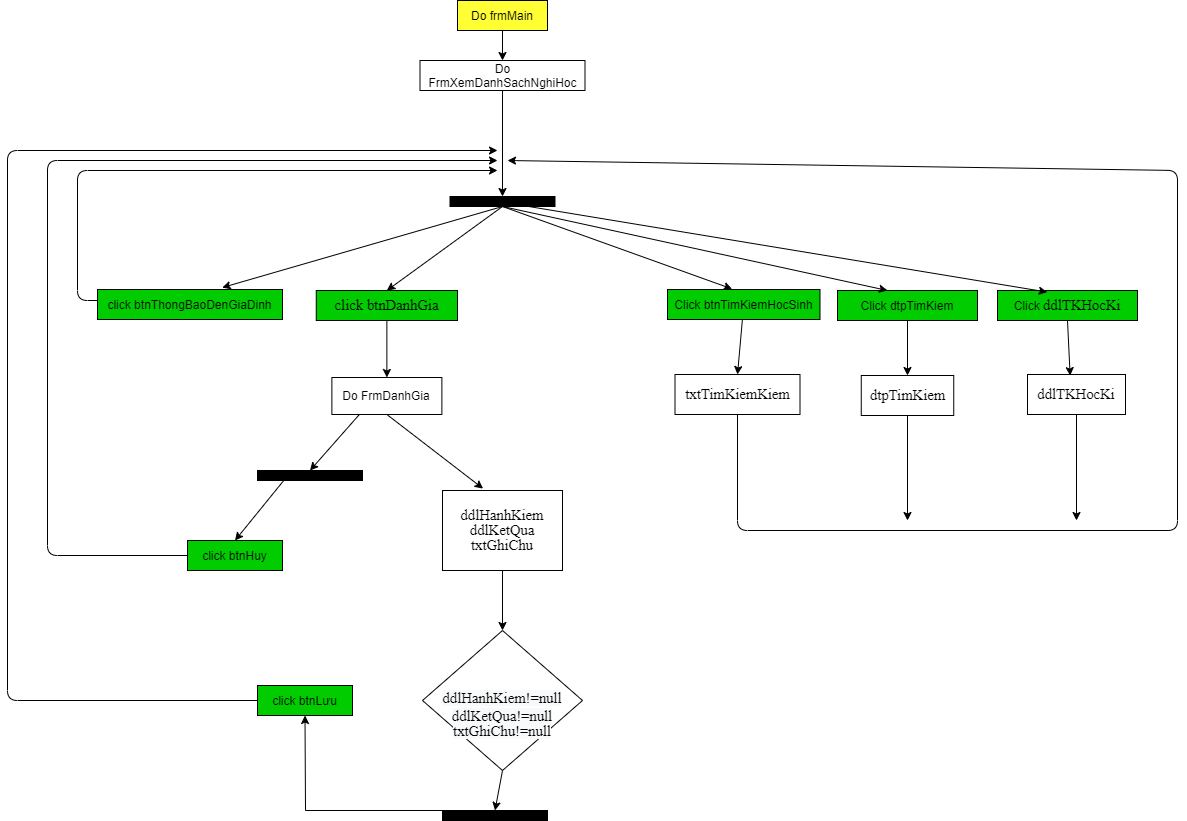 Do frmMain
Do
FrmXemDanhSachNghiHoc
click btnThongBaoDenGiaDinh
click btnDanhGia
Click btnTimKiemHocSinh
Click dtpTimKiem
Click ddlTKHocKi
Do FrmDanhGia
txtTimKiemKiem
dtpTimKiem
ddlTKHocKi
ddlHanhKiem
ddlKetQua
txtGhiChu
click btnHuy
ddlHanhKiem!=null
ddlKetQua!=null
txtGhiChu!=null
click btnLưu